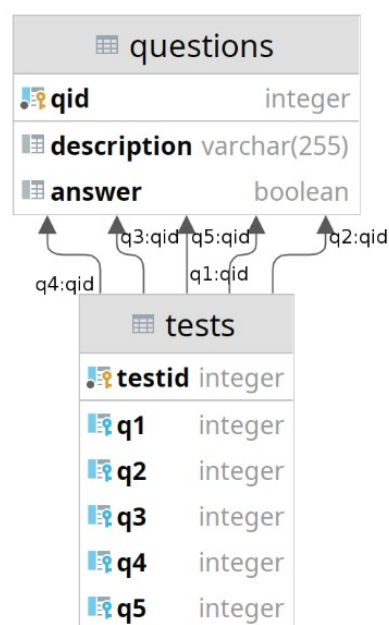 questions
qid integer
description varchar(255)
answer boolean
q3:qid q5:qid q2:qid
q4:qid q1:qid
tests
testid integer
q1 integer
q2 integer
q3 integer
q4 integer
q5 integer